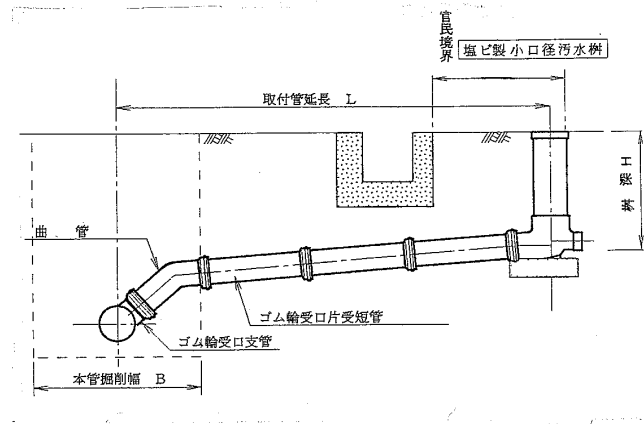 官民境界
塩ビ製小口径汚水桝
取付管延長 L
桝深H
曲 管
ゴム輪受口片受短管
ゴム輪受口支管
本管掘削幅 B